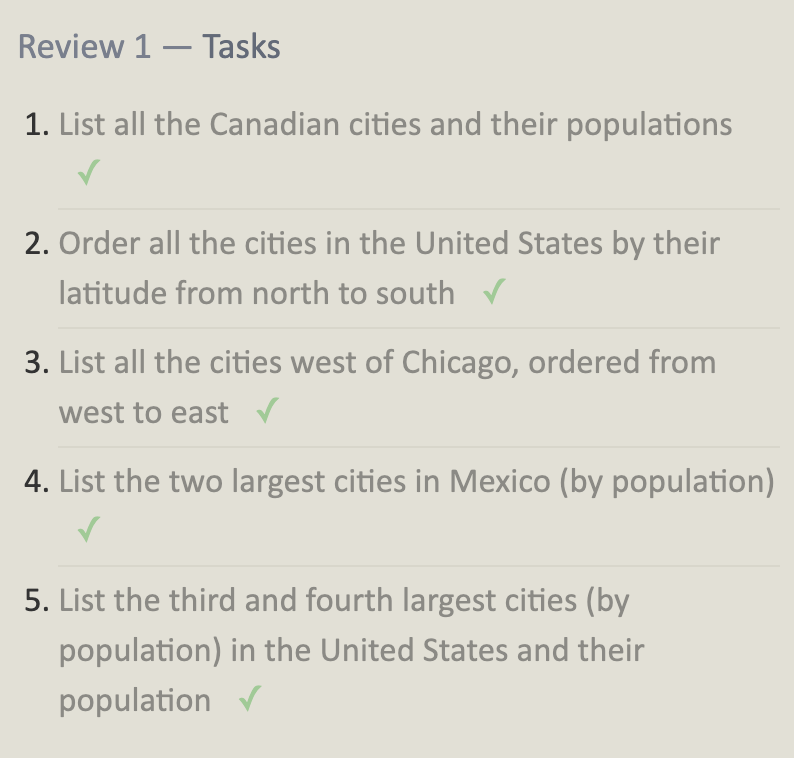 Review 1 — Tasks
1. List all the Canadian cities and their populations
✓
2. Order all the cities in the United States by their
latitude from north to south ✓
3. List all the cities west of Chicago, ordered from
west to east ✓
4. List the two largest cities in Mexico (by population)
✓
5. List the third and fourth largest cities (by
population) in the United States and their
population ✓